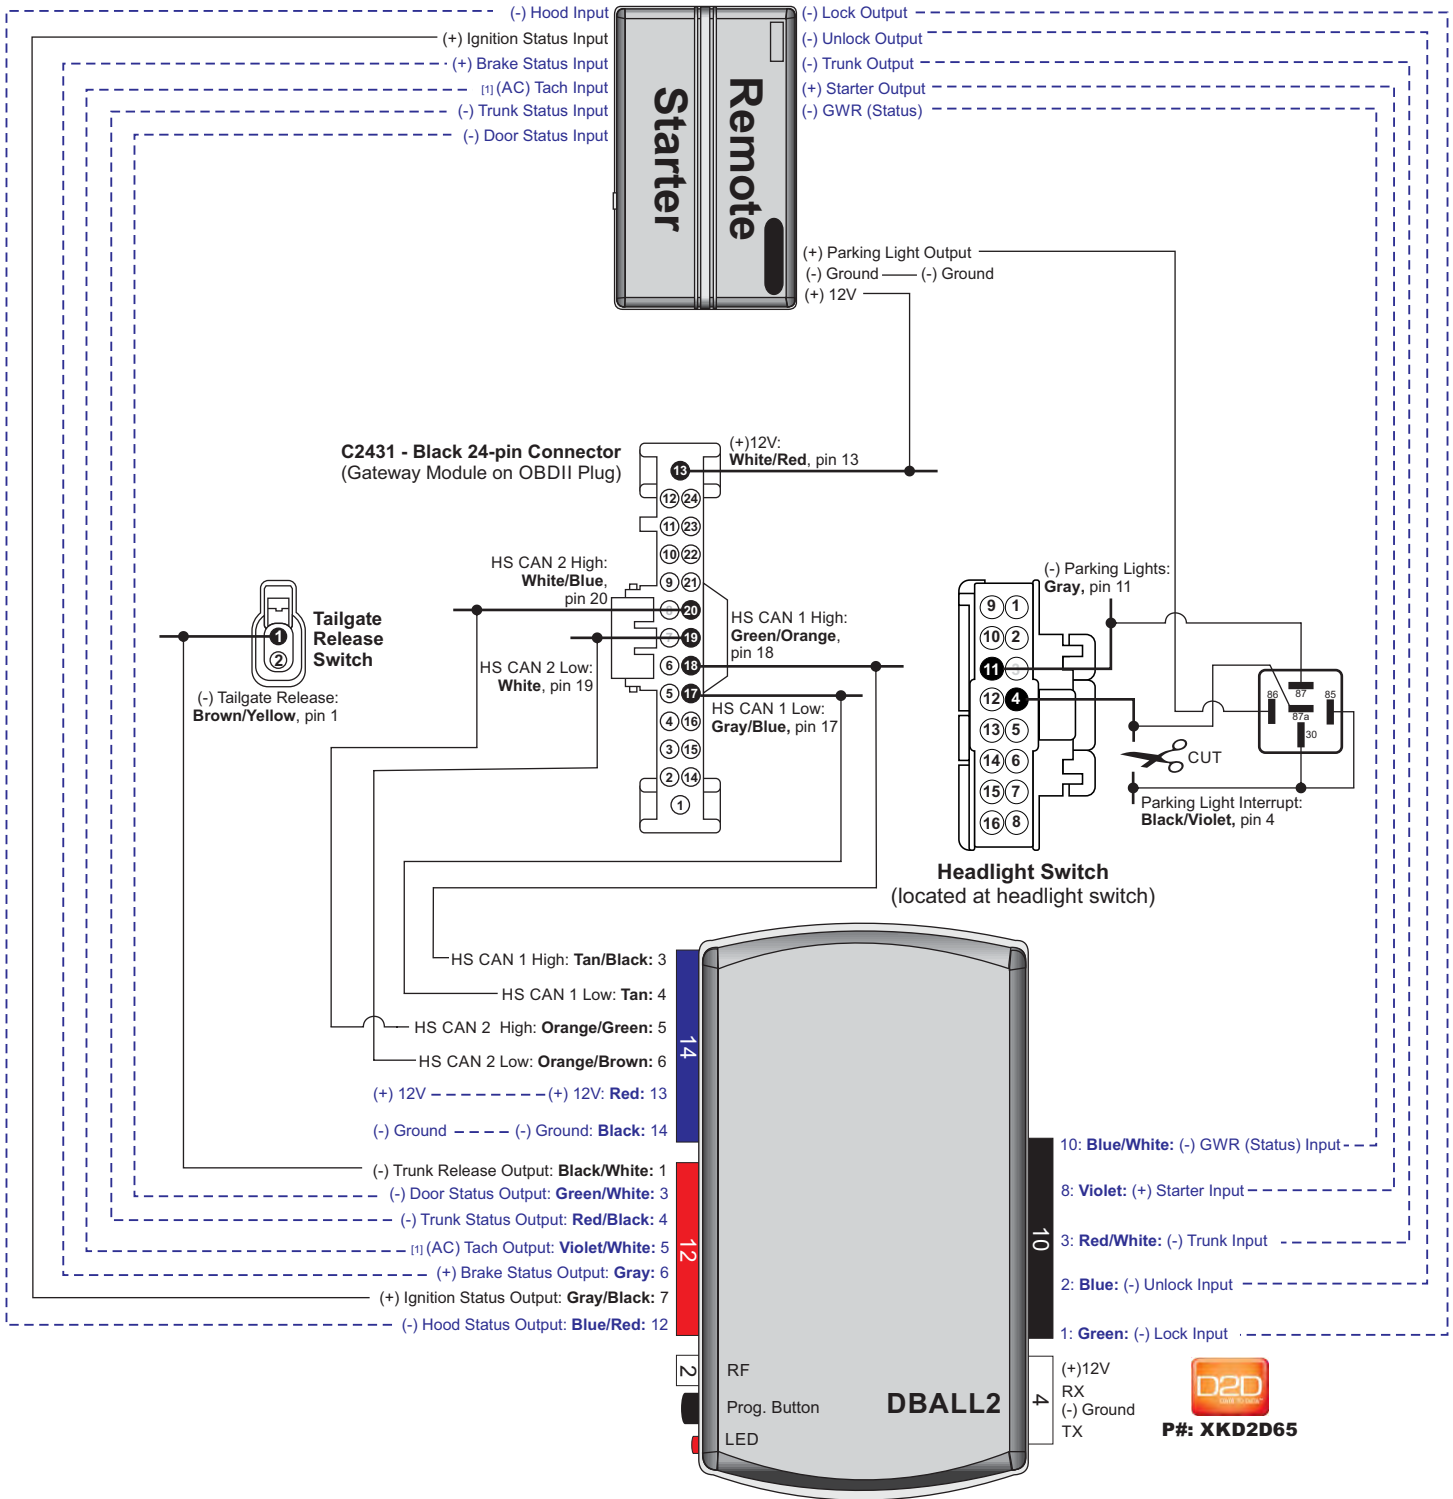 (-) Hood Input
(+) Ignition Status Input
(+) Brake Status Input
[1] (AC) Tach Input
(-) Trunk Status Input
(-) Door Status Input
Remote
Starter
(-) Lock Output
(-) Unlock Output
(-) Trunk Output
(+) Starter Output
(-) GWR (Status)
(+) Parking Light Output
(-) Ground (-) Ground
(+) 12V
C2431 - Black 24-pin Connector
(Gateway Module on OBDII Plug)
(+)12V:
White/Red, pin 13
13
12 24
11 23
10 22
9 21
8 20
7 19
6 18
5 17
4 16
3 15
2 14
1
HS CAN 2 High:
White/Blue,
pin 20
HS CAN 2 Low:
White, pin 19
HS CAN 1 High:
Green/Orange,
pin 18
HS CAN 1 Low:
Gray/Blue, pin 17
1
2
Tailgate
Release
Switch
(-) Tailgate Release:
Brown/Yellow, pin 1
(-) Parking Lights:
Gray, pin 11
9 1
10 2
11 3
12 4
13 5
14 6
15 7
16 8
86
87
85
87a
30
CUT
Parking Light Interrupt:
Black/Violet, pin 4
Headlight Switch
(located at headlight switch)
HS CAN 1 High: Tan/Black: 3
HS CAN 1 Low: Tan: 4
HS CAN 2 High: Orange/Green: 5
HS CAN 2 Low: Orange/Brown: 6
(+) 12V (+) 12V: Red: 13
(-) Ground (-) Ground: Black: 14
14
(-) Trunk Release Output: Black/White: 1
(-) Door Status Output: Green/White: 3
(-) Trunk Status Output: Red/Black: 4
[1] (AC) Tach Output: Violet/White: 5
(+) Brake Status Output: Gray: 6
(+) Ignition Status Output: Gray/Black: 7
(-) Hood Status Output: Blue/Red: 12
12
10: Blue/White: (-) GWR (Status) Input
8: Violet: (+) Starter Input
3: Red/White: (-) Trunk Input
2: Blue: (-) Unlock Input
1: Green: (-) Lock Input
10
2
RF
Prog. Button
LED
DBALL2
4
(+)12V
RX
(-) Ground
TX
D2D
P#: XKD2D65